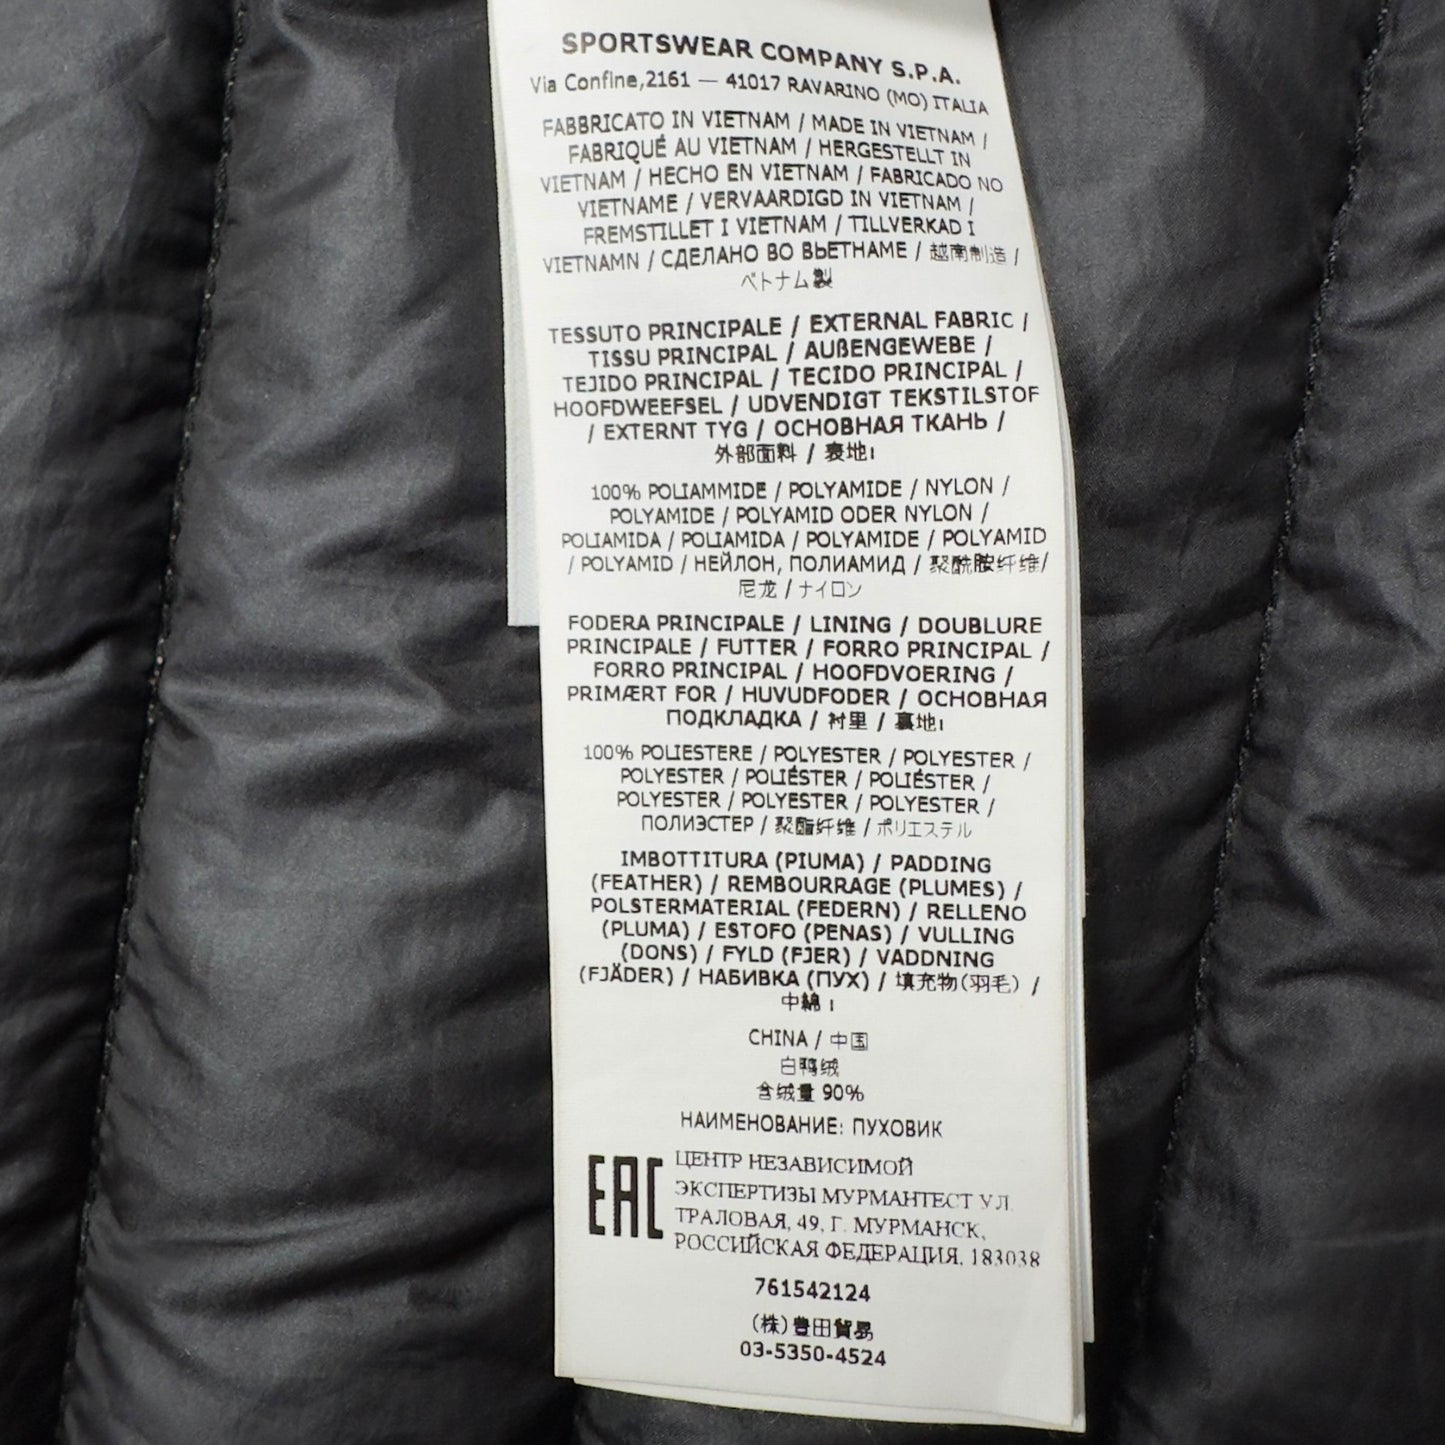 SPORTSWEAR COMPANY S.P.A.
Via Confine,2161 — 41017 RAVARINO (MO) ITALIA
FABBRICATO IN VIETNAM / MADE IN VIETNAM /
FABRIQUÉ AU VIETNAM / HERGESTELLT IN
VIETNAM / HECHO EN VIETNAM / FABRICADO NO
VIETNAME / VERVAARDIGD IN VIETNAM /
FREMSTILLET I VIETNAM / TILLVERKAD I
VIETNAMN / СДЕЛАНО ВО ВЬЕТНАМЕ / 越南制造 /
ベトナム製
TESSUTO PRINCIPALE / EXTERNAL FABRIC /
TISSU PRINCIPAL / AUßENGEWEBE /
TEJIDO PRINCIPAL / TECIDO PRINCIPAL /
HOOFDWEEFSEL / UDVENDIGT TEKSTILSTOF
/ EXTERNT TYG / ОСНОВНАЯ ТКАНЬ /
外部面料 / 表地:
100% POLIAMMIDE / POLYAMIDE / NYLON /
POLYAMIDE / POLYAMID ODER NYLON /
POLIAMIDA / POLIAMIDA / POLYAMIDE / POLYAMID
/ POLYAMID / НЕЙЛОН, ПОЛИАМИД / 聚酰胺纤维/
尼龙 / ナイロン
FODERA PRINCIPALE / LINING / DOUBLURE
PRINCIPALE / FUTTER / FORRO PRINCIPAL /
FORRO PRINCIPAL / HOOFDVOERING /
PRIMÆRT FOR / HUVUDFODER / ОСНОВНАЯ
ПОДКЛАДКА / 衬里 / 裏地:
100% POLIESTERE / POLYESTER / POLYESTER /
POLYESTER / POLIÉSTER / POLIÉSTER /
POLYESTER / POLYESTER / POLYESTER /
ПОЛИЭСТЕР / 聚酯纤维 / ポリエステル
IMBOTTITURA (PIUMA) / PADDING
(FEATHER) / REMBOURRAGE (PLUMES) /
POLSTERMATERIAL (FEDERN) / RELLENO
(PLUMA) / ESTOFO (PENAS) / VULLING
(DONS) / FYLD (FJER) / VADDNING
(FJÄDER) / НАБИВКА (ПУХ) / 填充物(羽毛) /
中綿 :
CHINA / 中国
白鸭绒
含绒量 90%
НАИМЕНОВАНИЕ: ПУХОВИК
EAC
ЦЕНТР НЕЗАВИСИМОЙ
ЭКСПЕРТИЗЫ МУРМАНТЕСТ УЛ.
ТРАЛОВАЯ, 49, Г. МУРМАНСК,
РОССИЙСКАЯ ФЕДЕРАЦИЯ, 183038
761542124
(株)豊田貿易
03-5350-4524